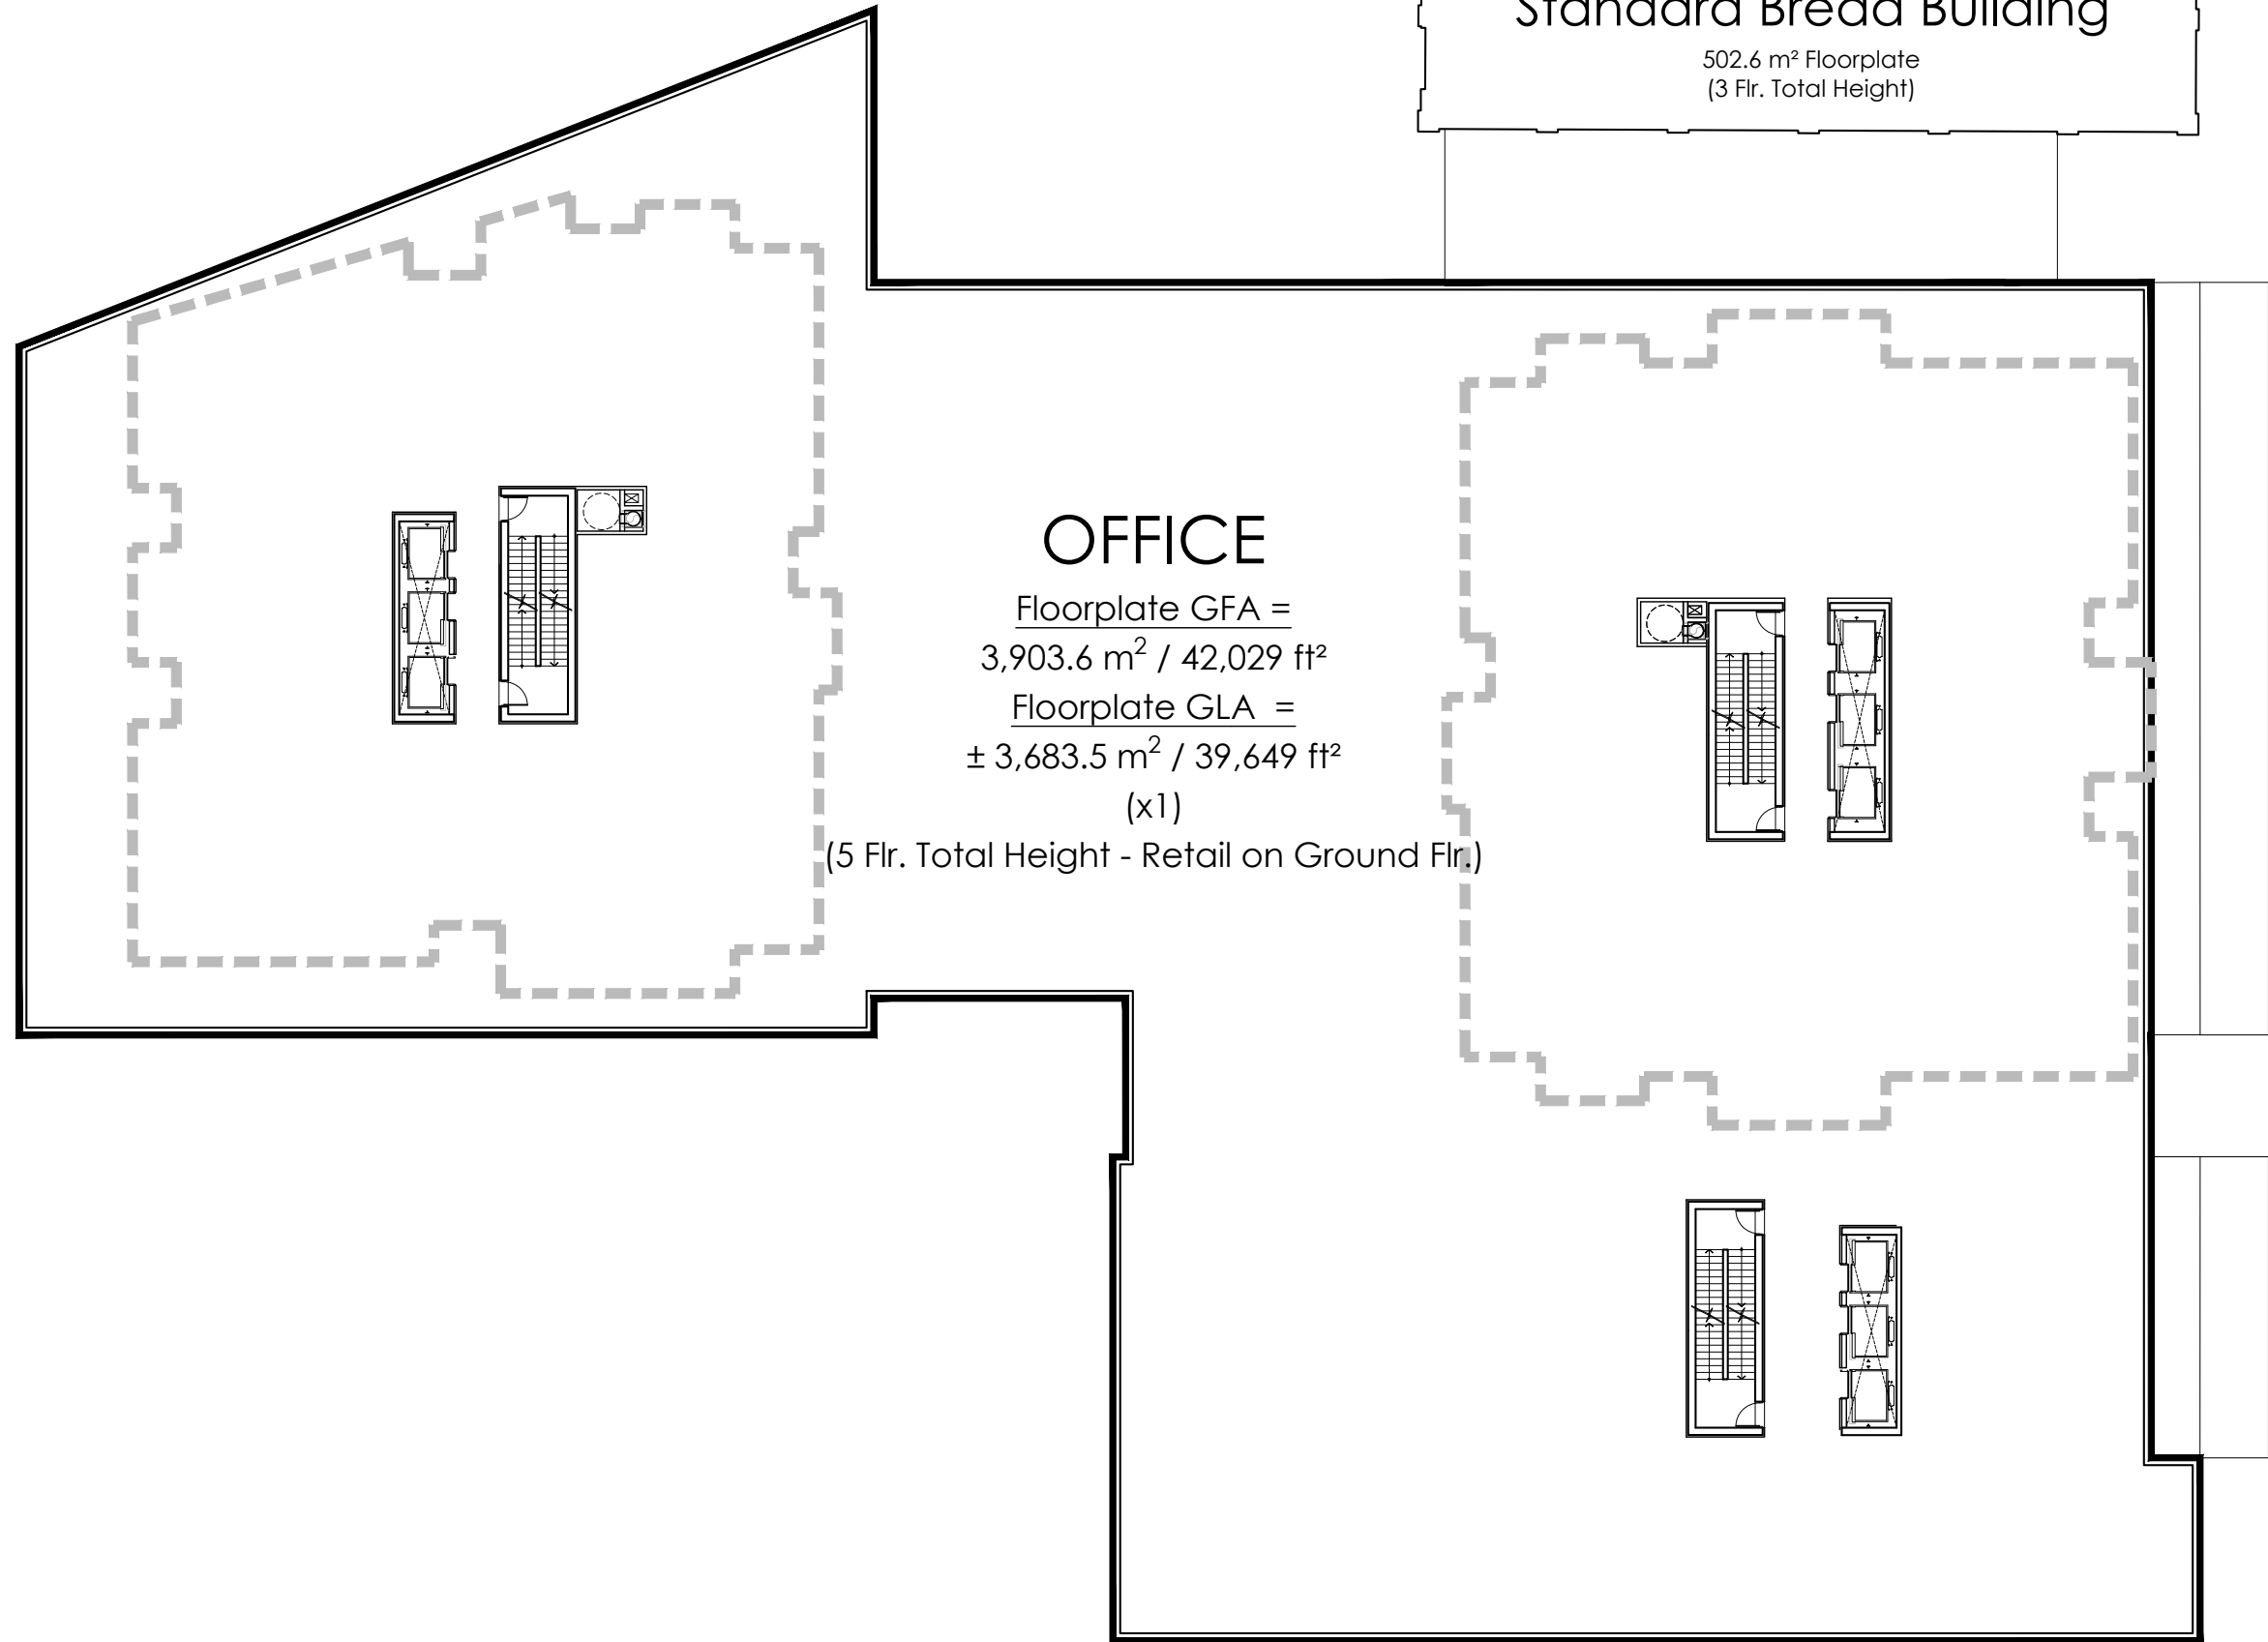 Standard Bread Building
502.6 m² Floorplate
(3 Flr. Total Height)
OFFICE
Floorplate GFA =
3,903.6 m² / 42,029 ft²
Floorplate GLA =
± 3,683.5 m² / 39,649 ft²
(x1)
(5 Flr. Total Height - Retail on Ground Flr.)